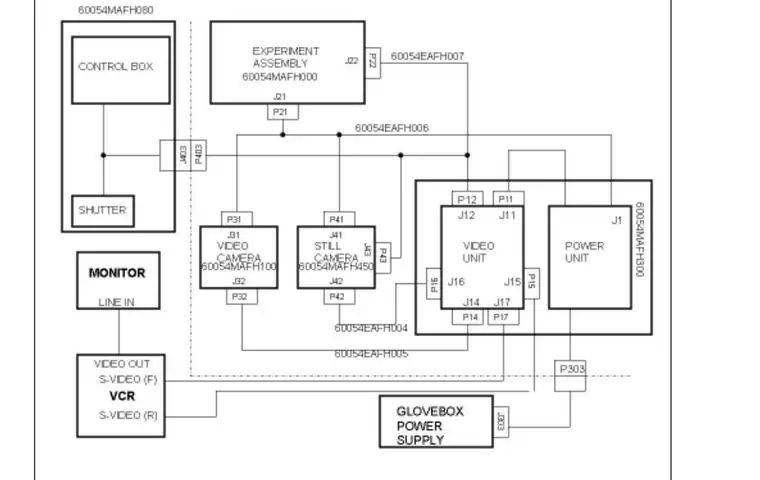 60054MAFH080
CONTROL BOX
SHUTTER
J403
P403
EXPERIMENT
ASSEMBLY
60054MAFH000
J22
P22
J21
P21
60054EAFH007
60054EAFH006
P31
J31
VIDEO
CAMERA
60054MAFH100
J32
P32
P41
J41
STILL
CAMERA
60054MAFH450
J43
P43
J42
P42
60054EAFH004
60054EAFH005
P12
P11
J12
J11
VIDEO
UNIT
P16
J16
J15
P15
J14
J17
P14
P17
J1
POWER
UNIT
60054MAFH300
MONITOR
LINE IN
VIDEO OUT
S-VIDEO (F)
VCR
S-VIDEO (R)
P303
GLOVEBOX
POWER
SUPPLY
J303